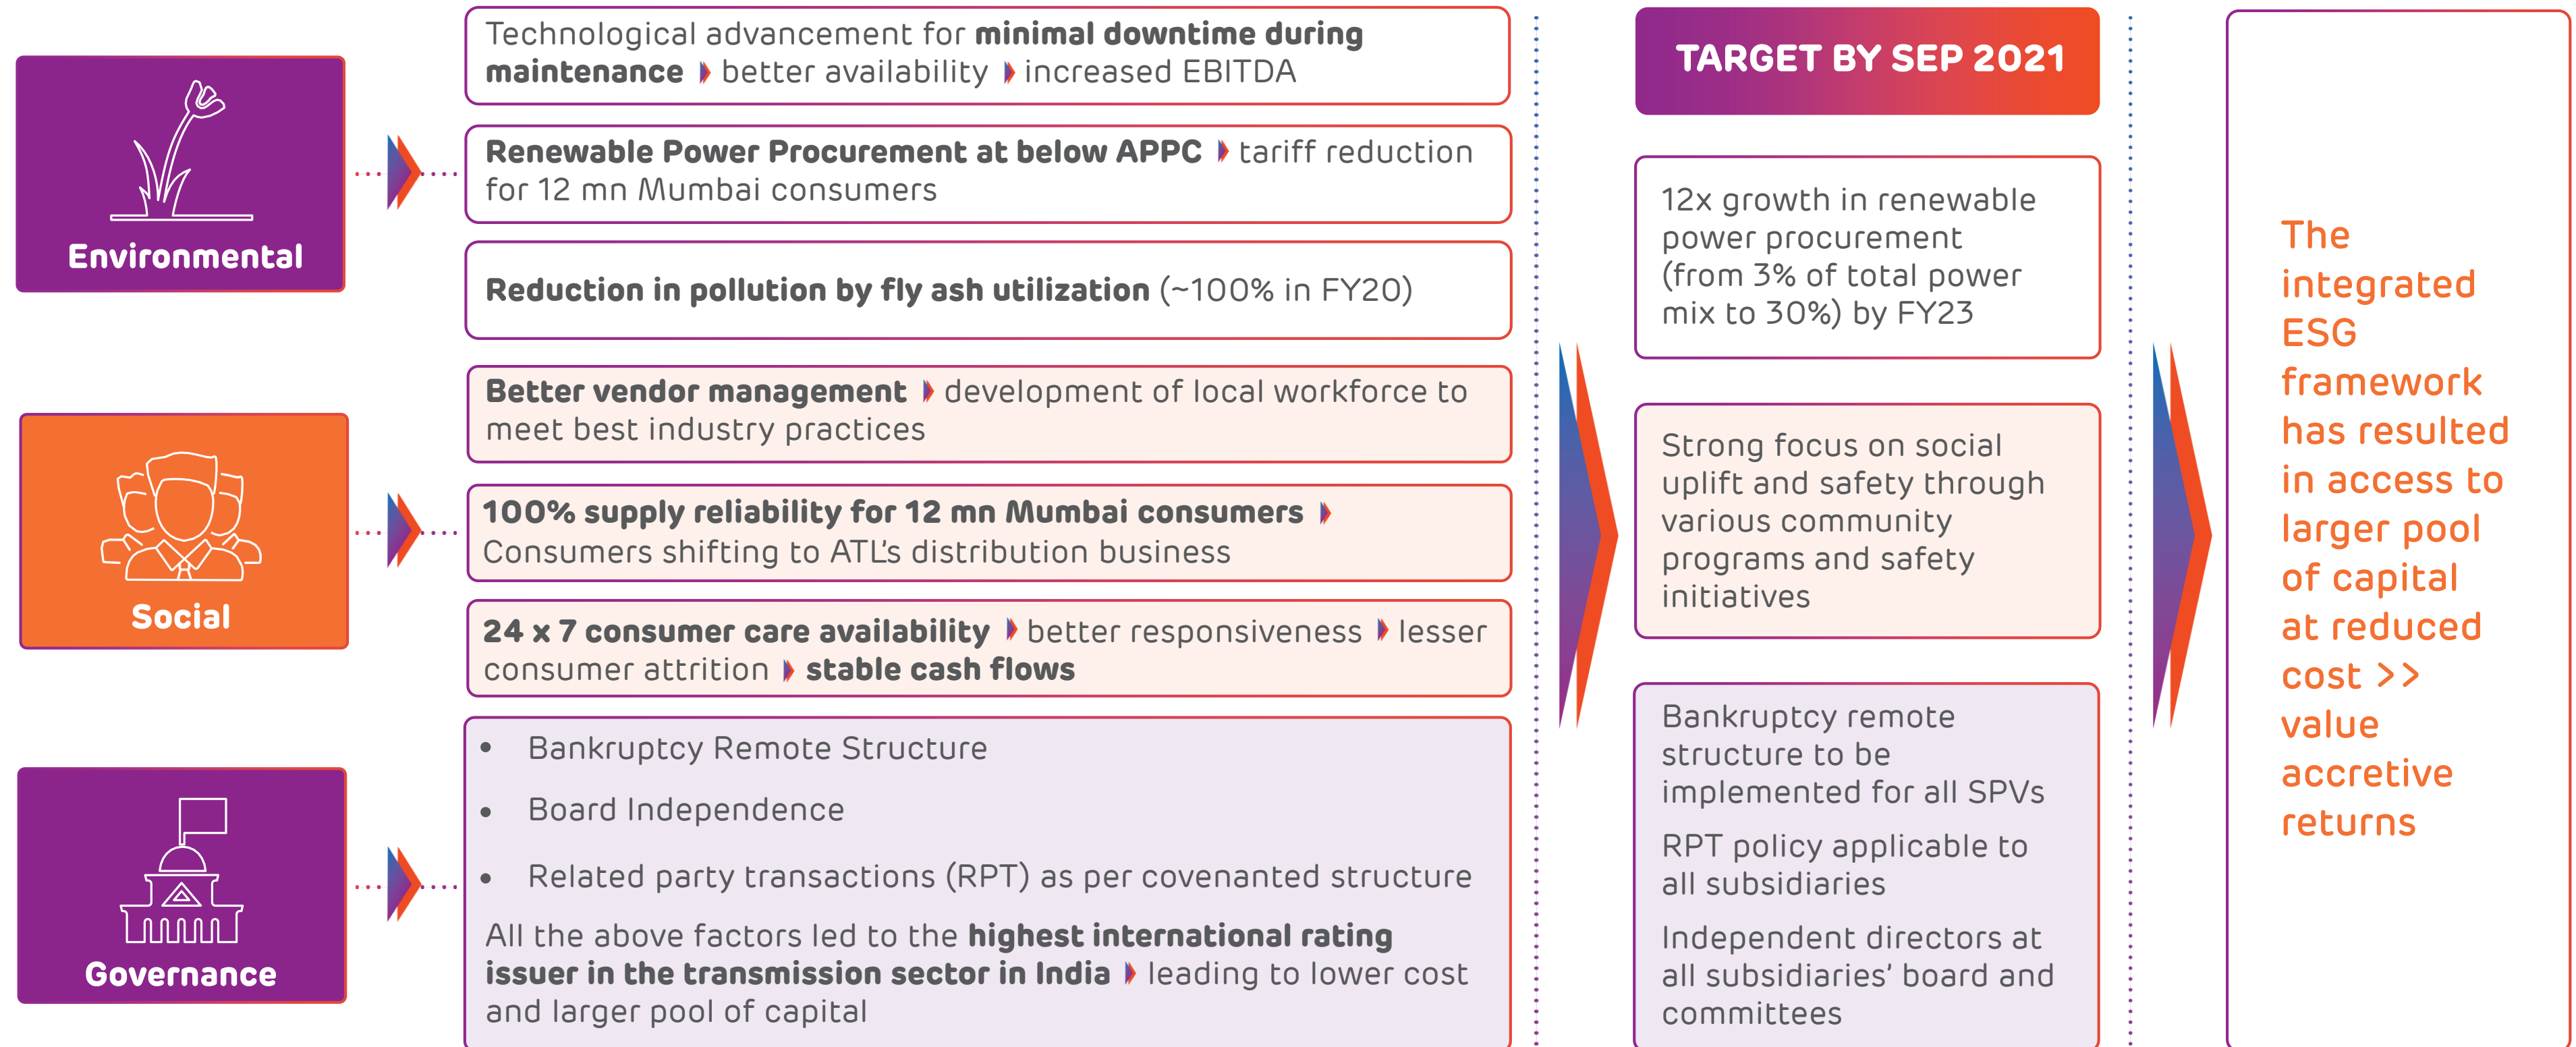 Environmental
Technological advancement for minimal downtime during
maintenance better availability increased EBITDA
Renewable Power Procurement at below APPC tariff reduction
for 12 mn Mumbai consumers
Reduction in pollution by fly ash utilization (~100% in FY20)
Social
Better vendor management development of local workforce to
meet best industry practices
100% supply reliability for 12 mn Mumbai consumers
Consumers shifting to ATL's distribution business
24 x 7 consumer care availability better responsiveness lesser
consumer attrition stable cash flows
Governance
• Bankruptcy Remote Structure
• Board Independence
• Related party transactions (RPT) as per covenanted structure
All the above factors led to the highest international rating
issuer in the transmission sector in India leading to lower cost
and larger pool of capital
TARGET BY SEP 2021
12x growth in renewable
power procurement
(from 3% of total power
mix to 30%) by FY23
Strong focus on social
uplift and safety through
various community
programs and safety
initiatives
Bankruptcy remote
structure to be
implemented for all SPVs
RPT policy applicable to
all subsidiaries
Independent directors at
all subsidiaries' board and
committees
The
integrated
ESG
framework
has resulted
in access to
larger pool
of capital
at reduced
cost >>
value
accretive
returns